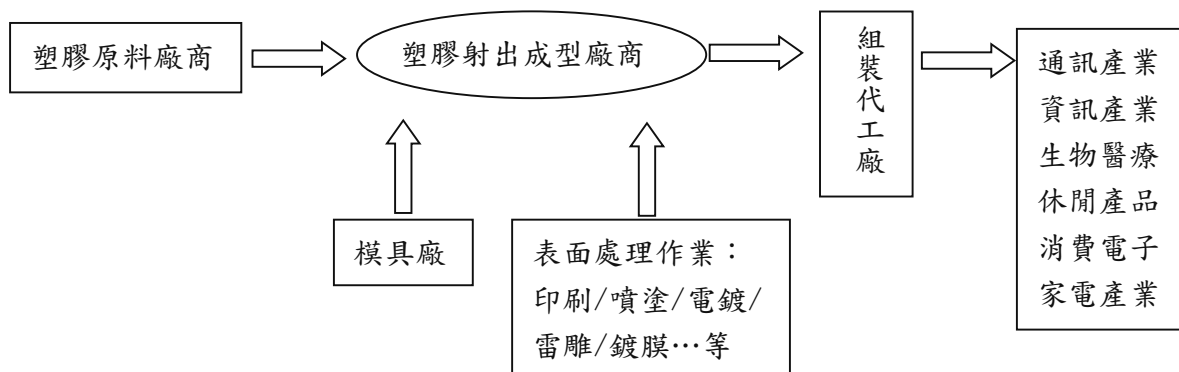 塑膠原料廠商
塑膠射出成型廠商
組裝代工廠
通訊產業
資訊產業
生物醫療
休閒產品
消費電子
家電產業
模具廠
表面處理作業：
印刷/噴塗/電鍍/
雷雕/鍍膜…等